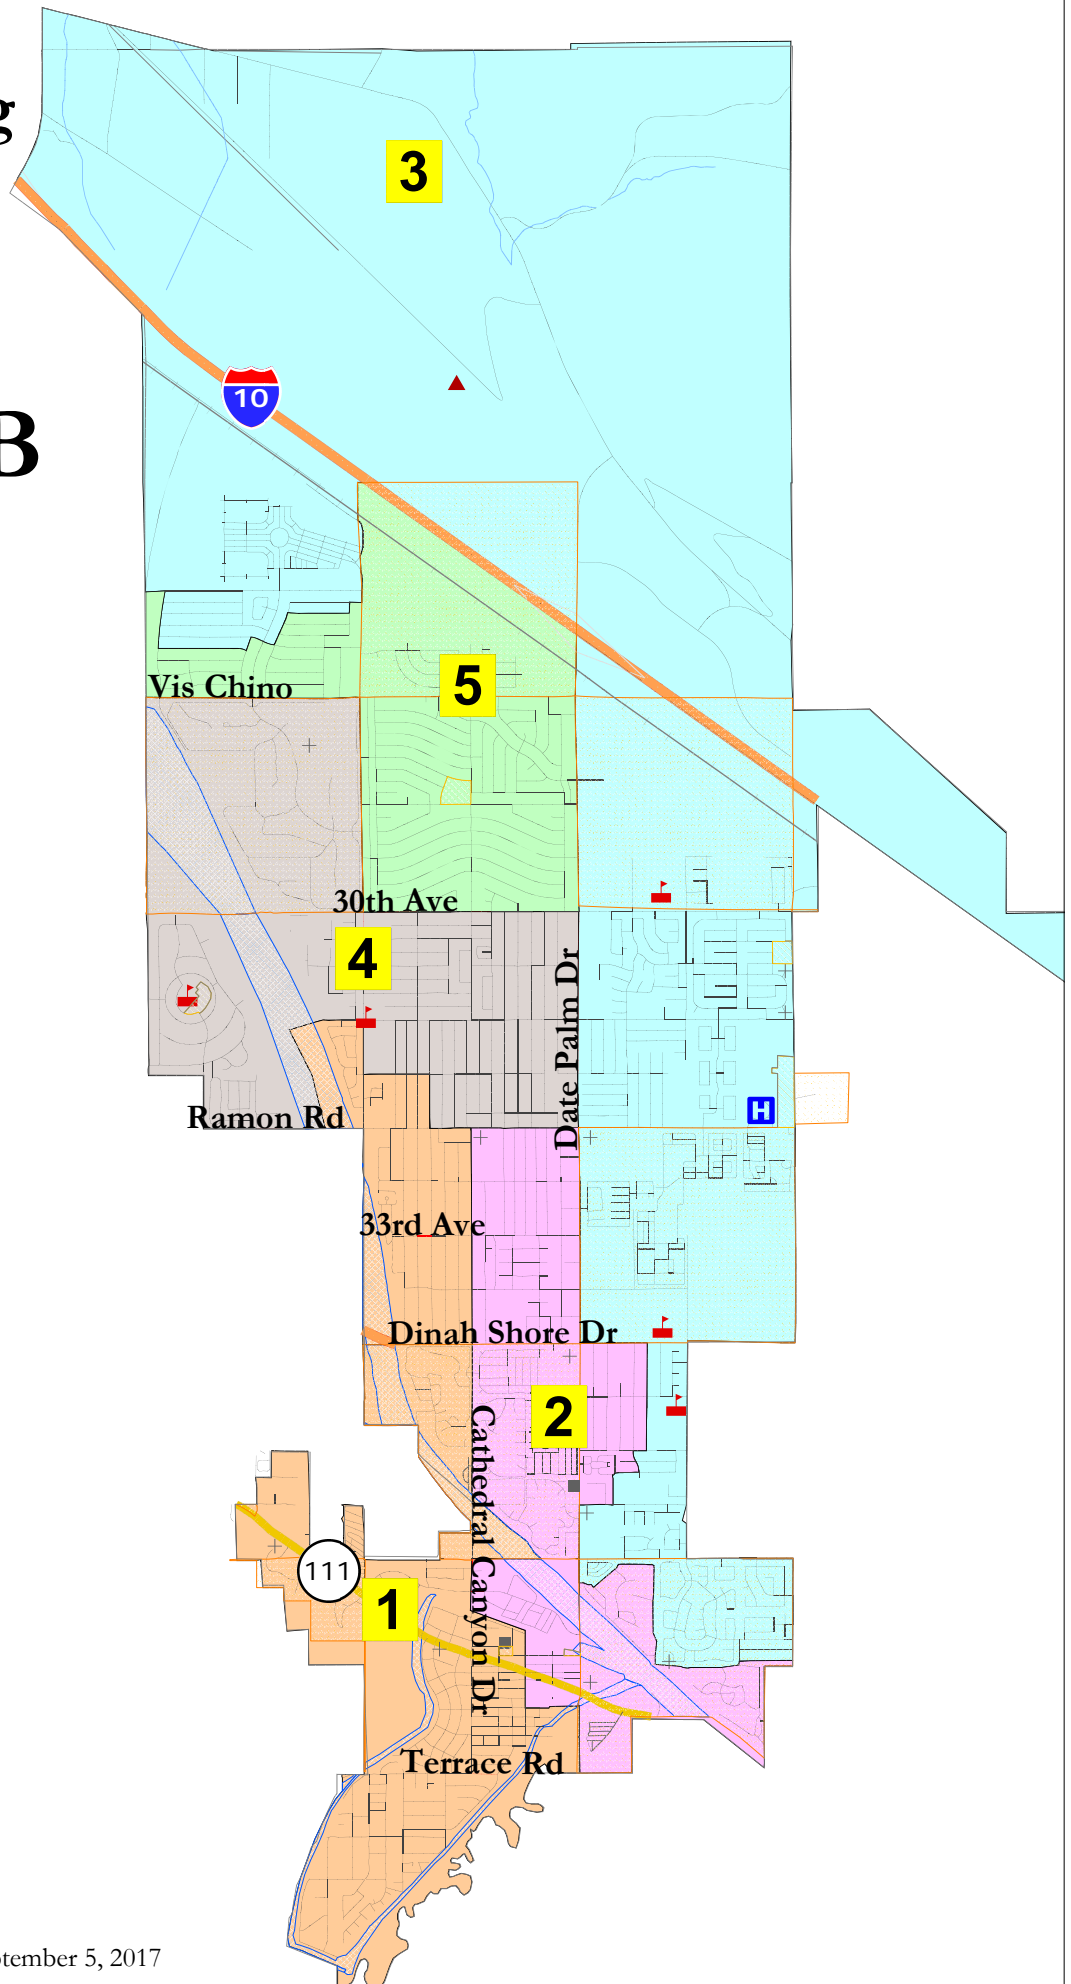 g
3
B
10
5
Vis Chino
30th Ave
4
Date Palm Dr
H
Ramon Rd
33rd Ave
Dinah Shore Dr
2
Cathedral Canyon Dr
111
1
Terrace Rd
tember 5, 2017